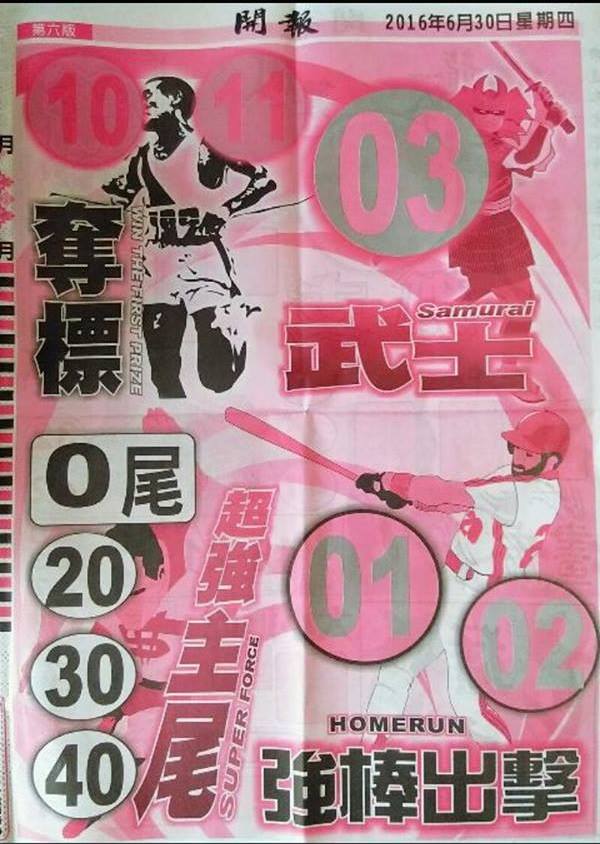 第六版
開報
2016年6月30日星期四
10
11
03
奪標
WIN THE FIRST PRIZE
Samurai
武士
0尾
20
30
40
超強
主尾
SUPER FORCE
01
02
HOMERUN
強棒出擊
月
月